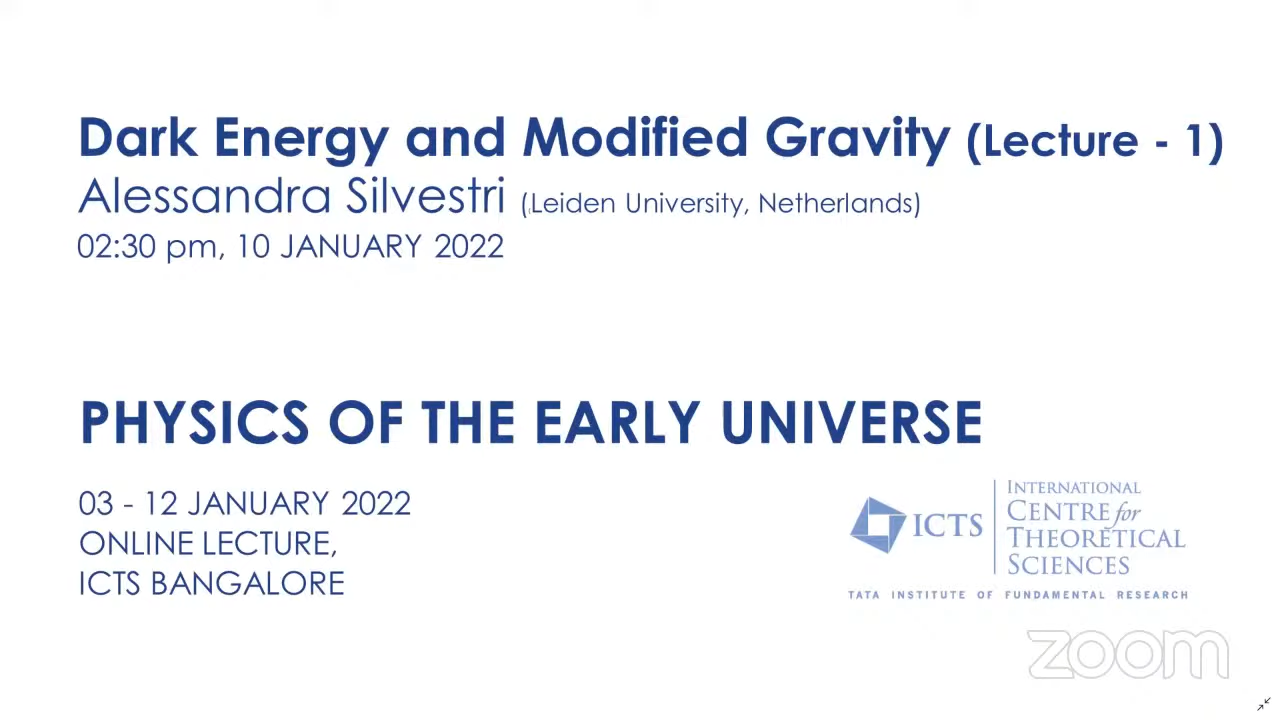 Dark Energy and Modified Gravity (Lecture - 1)
Alessandra Silvestri (Leiden University, Netherlands)
02:30 pm, 10 JANUARY 2022
PHYSICS OF THE EARLY UNIVERSE
03 - 12 JANUARY 2022
ONLINE LECTURE,
ICTS BANGALORE
ICTS
INTERNATIONAL
CENTRE for
THEORETICAL
SCIENCES
TATA INSTITUTE OF FUNDAMENTAL RESEARCH
zoom